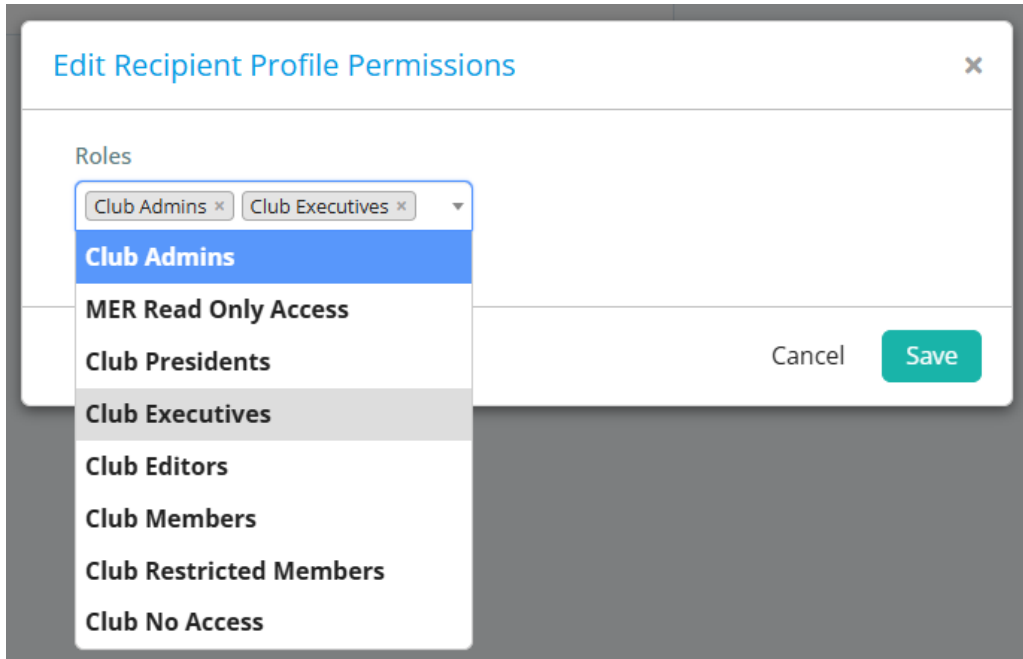 Edit Recipient Profile Permissions ×
Roles
Club Admins × Club Executives ×
Club Admins
MER Read Only Access
Club Presidents
Cancel Save
Club Executives
Club Editors
Club Members
Club Restricted Members
Club No Access